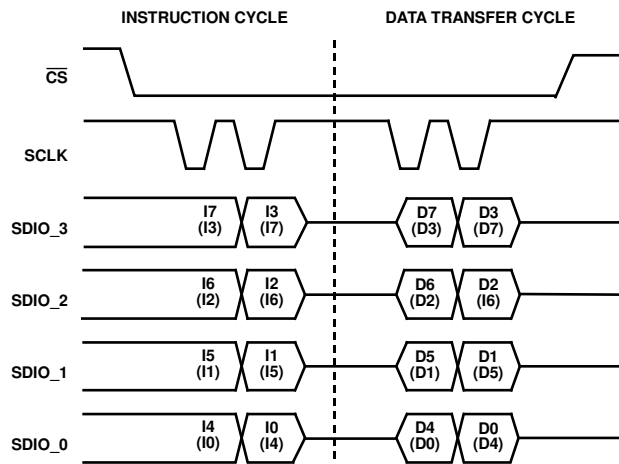 INSTRUCTION CYCLE DATA TRANSFER CYCLE
CS
SCLK
SDIO_3 I7 I3 D7 D3
(I3) (I7) (D3) (D7)
SDIO_2 I6 I2 D6 D2
(I2) (I6) (D2) (I6)
SDIO_1 I5 I1 D5 D1
(I1) (I5) (D1) (D5)
SDIO_0 I4 I0 D4 D0
(I0) (I4) (D0) (D4)